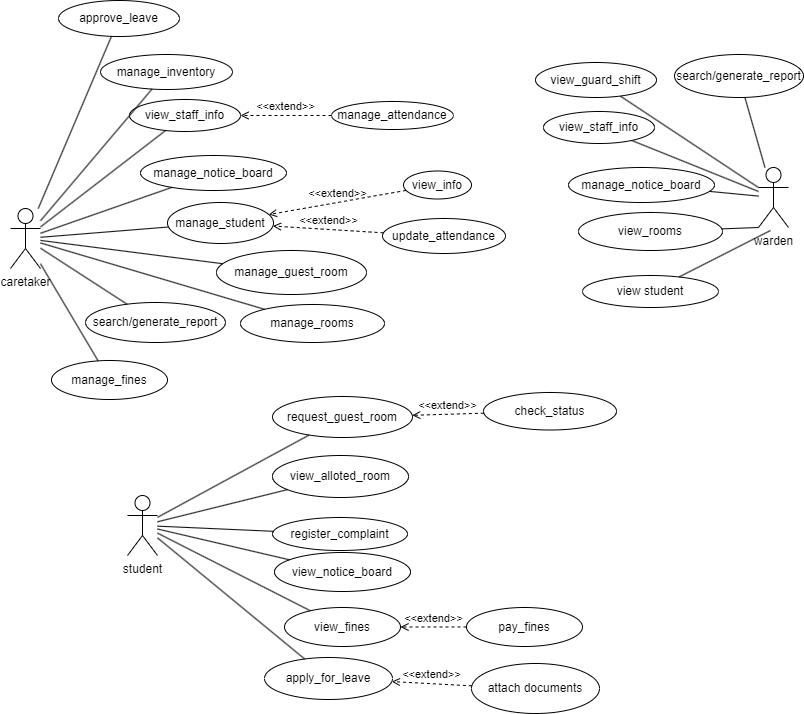 approve_leave
manage_inventory
view_staff_info
<<extend>>
manage_attendance
manage_notice_board
<<extend>>
view_info
manage_student
<<extend>>
update_attendance
caretaker
manage_guest_room
search/generate_report
manage_rooms
manage_fines
view_guard_shift
search/generate_report
view_staff_info
manage_notice_board
view_rooms
warden
view student
request_guest_room
<<extend>>
check_status
view_alloted_room
register_complaint
student
view_notice_board
view_fines
<<extend>>
pay_fines
apply_for_leave
<<extend>>
attach documents